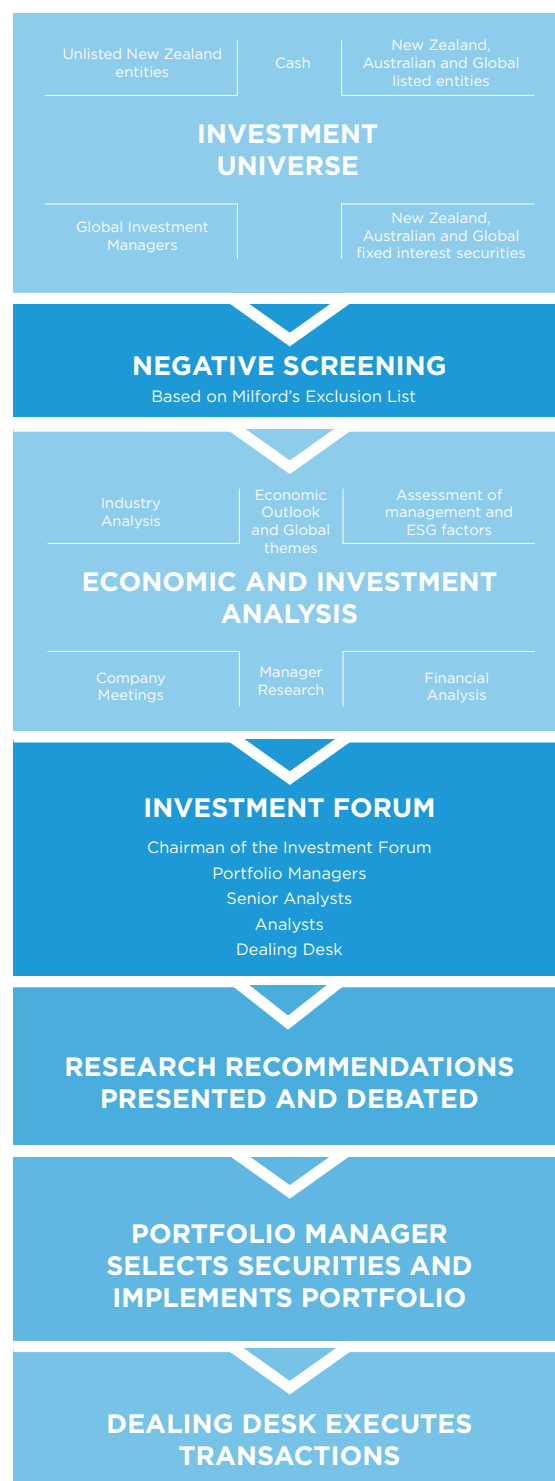 Unlisted New Zealand
entities
Cash
New Zealand,
Australian and Global
listed entities
INVESTMENT
UNIVERSE
Global Investment
Managers
New Zealand,
Australian and Global
fixed interest securities
NEGATIVE SCREENING
Based on Milford's Exclusion List
Industry
Analysis
Economic
Outlook
and Global
themes
Assessment of
management and
ESG factors
ECONOMIC AND INVESTMENT
ANALYSIS
Company
Meetings
Manager
Research
Financial
Analysis
INVESTMENT FORUM
Chairman of the Investment Forum
Portfolio Managers
Senior Analysts
Analysts
Dealing Desk
RESEARCH RECOMMENDATIONS
PRESENTED AND DEBATED
PORTFOLIO MANAGER
SELECTS SECURITIES AND
IMPLEMENTS PORTFOLIO
DEALING DESK EXECUTES
TRANSACTIONS